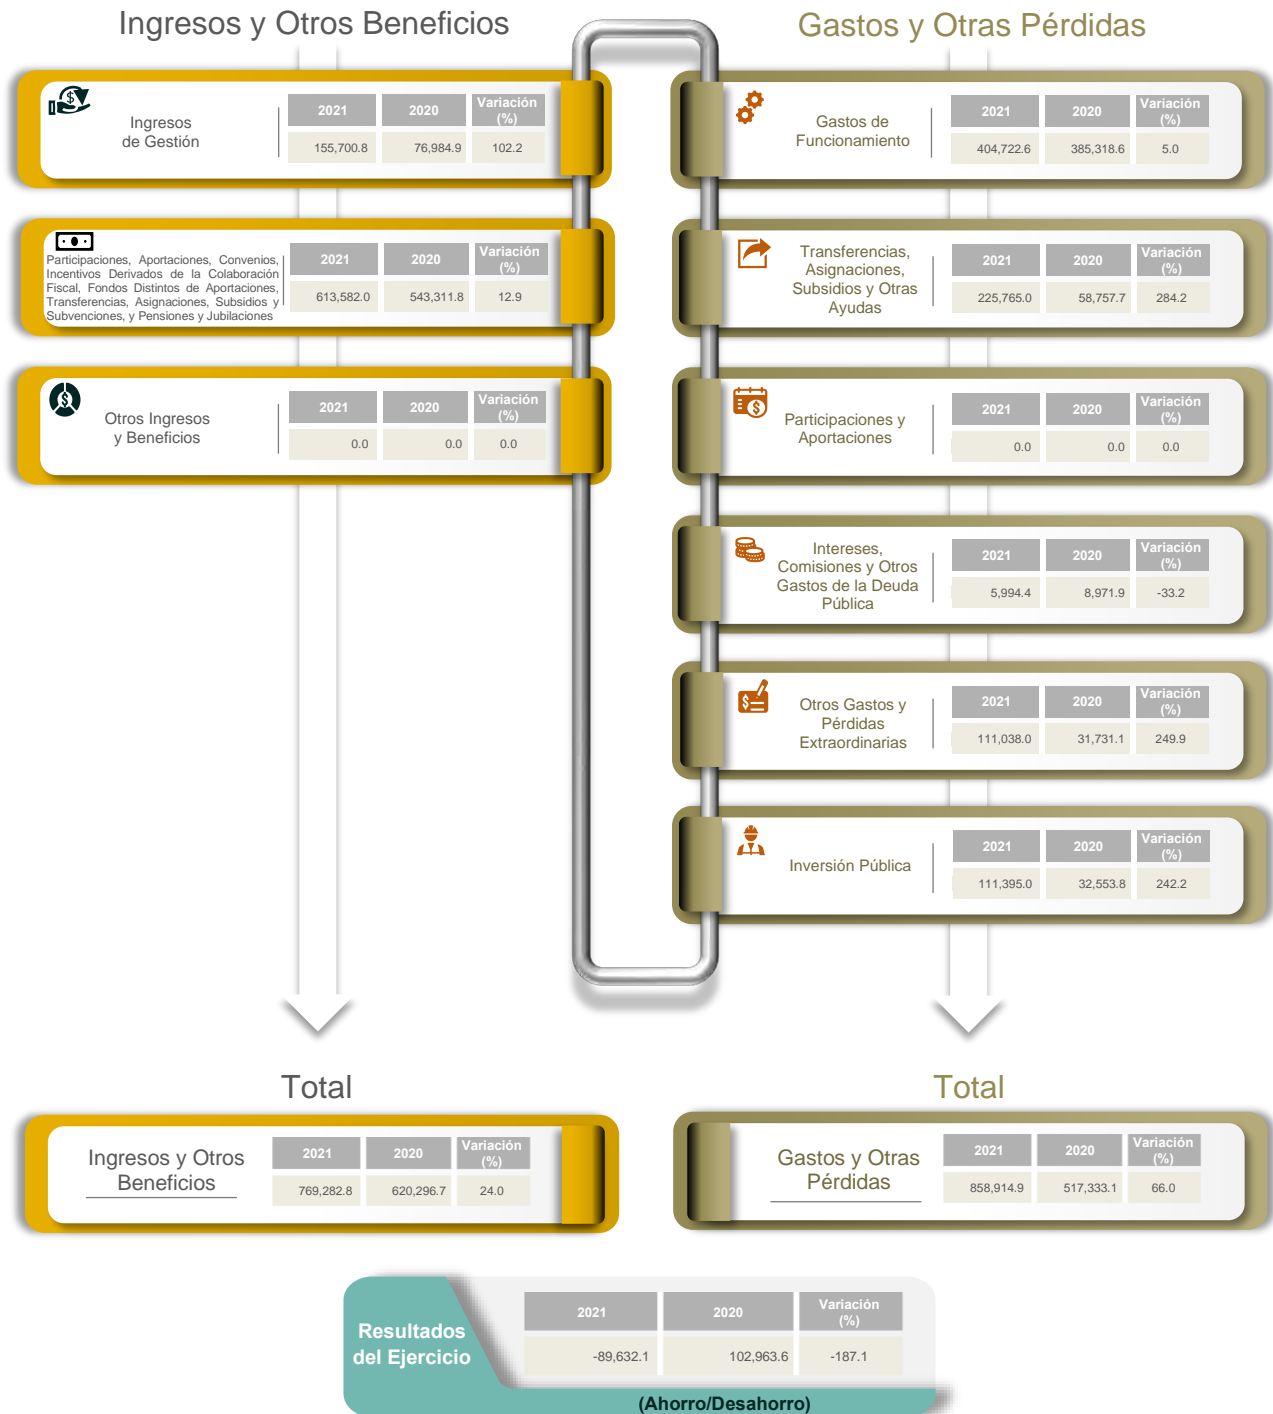 Ingresos y Otros Beneficios
Ingresos
de Gestión
2021 2020 Variación
(%)
155,700.8 76,984.9 102.2
Participaciones, Aportaciones, Convenios,
Incentivos Derivados de la Colaboración
Fiscal, Fondos Distintos de Aportaciones,
Transferencias, Asignaciones, Subsidios y
Subvenciones, y Pensiones y Jubilaciones
2021 2020 Variación
(%)
613,582.0 543,311.8 12.9
Otros Ingresos
y Beneficios
2021 2020 Variación
(%)
0.0 0.0 0.0
Gastos y Otras Pérdidas
Gastos de
Funcionamiento
2021 2020 Variación
(%)
404,722.6 385,318.6 5.0
Transferencias,
Asignaciones,
Subsidios y Otras
Ayudas
2021 2020 Variación
(%)
225,765.0 58,757.7 284.2
Participaciones y
Aportaciones
2021 2020 Variación
(%)
0.0 0.0 0.0
Intereses,
Comisiones y Otros
Gastos de la Deuda
Pública
2021 2020 Variación
(%)
5,994.4 8,971.9 -33.2
Otros Gastos y
Pérdidas
Extraordinarias
2021 2020 Variación
(%)
111,038.0 31,731.1 249.9
Inversión Pública
2021 2020 Variación
(%)
111,395.0 32,553.8 242.2
Total
Ingresos y Otros
Beneficios
2021 2020 Variación
(%)
769,282.8 620,296.7 24.0
Total
Gastos y Otras
Pérdidas
2021 2020 Variación
(%)
858,914.9 517,333.1 66.0
Resultados
del Ejercicio
2021 2020 Variación
(%)
-89,632.1 102,963.6 -187.1
(Ahorro/Desahorro)